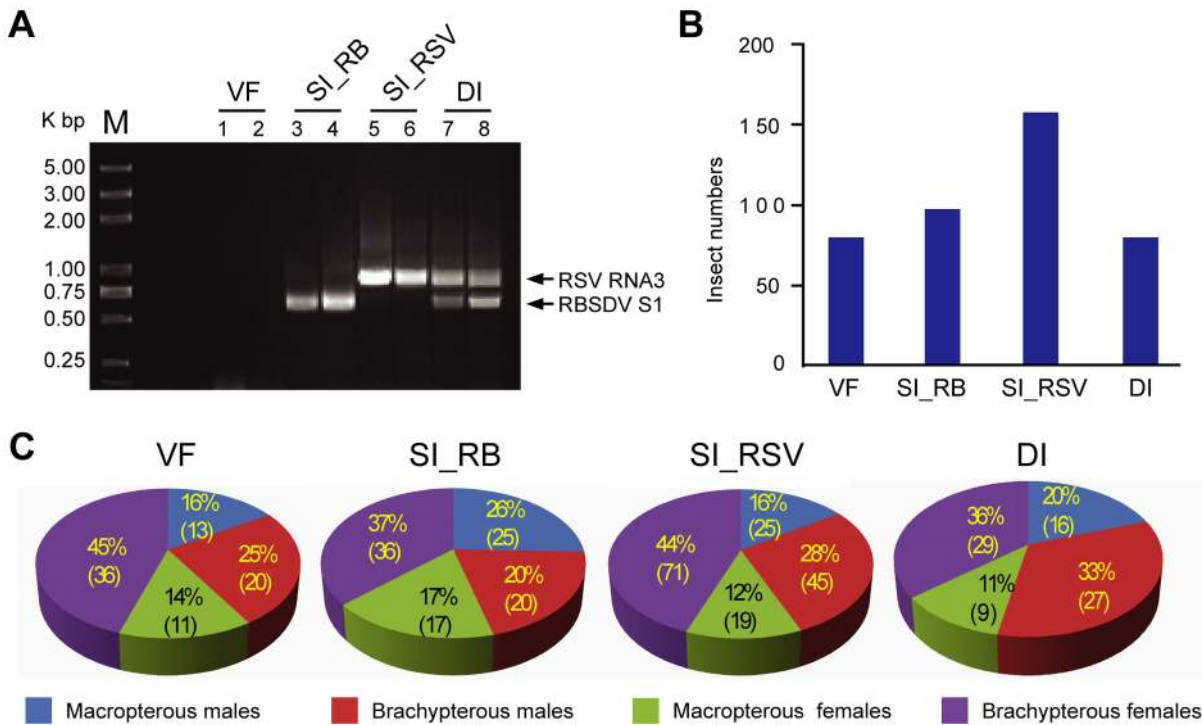 A
VF
SI_RB
SI_RSV
DI
K bp
M
1 2 3 4 5 6 7 8
5.00
3.00
2.00
1.00
0.75
0.50
0.25
RSV RNA3
RBSDV S1
B
Insect numbers
200
150
1 0 0
50
0
VF SI_RB SI_RSV DI
C
VF
16%
(13)
25%
(20)
14%
(11)
45%
(36)
SI_RB
26%
(25)
20%
(20)
17%
(17)
37%
(36)
SI_RSV
16%
(25)
28%
(45)
12%
(19)
44%
(71)
DI
20%
(16)
33%
(27)
11%
(9)
36%
(29)
Macropterous males
Brachypterous males
Macropterous females
Brachypterous females